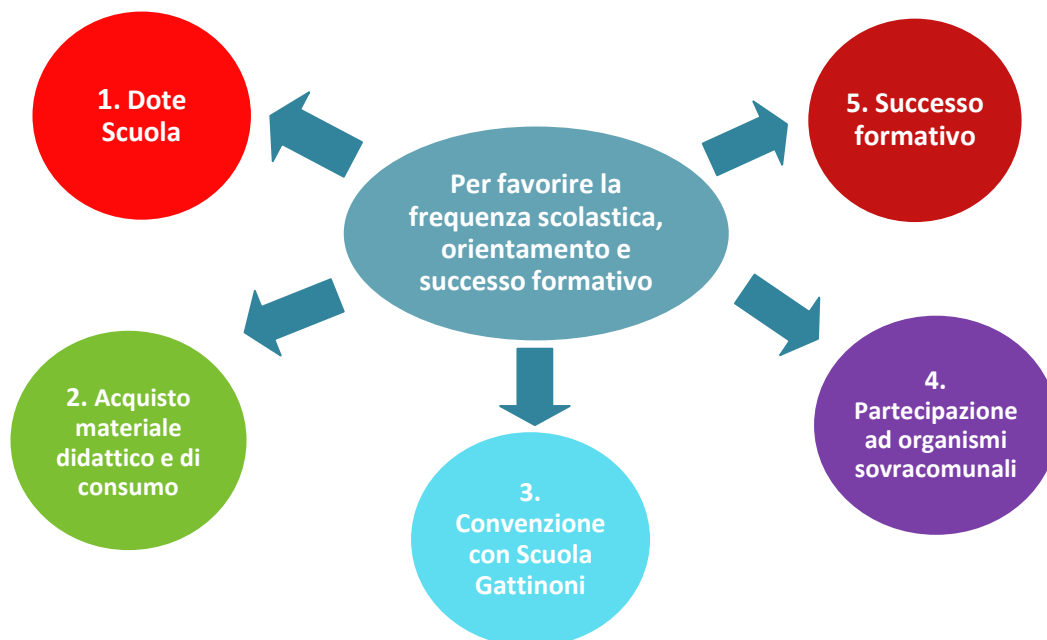 1. Dote
Scuola
5. Successo
formativo
Per favorire la
frequenza scolastica,
orientamento e
successo formativo
2. Acquisto
materiale
didattico e di
consumo
4.
Partecipazione
ad organismi
sovracomunali
3.
Convenzione
con Scuola
Gattinoni